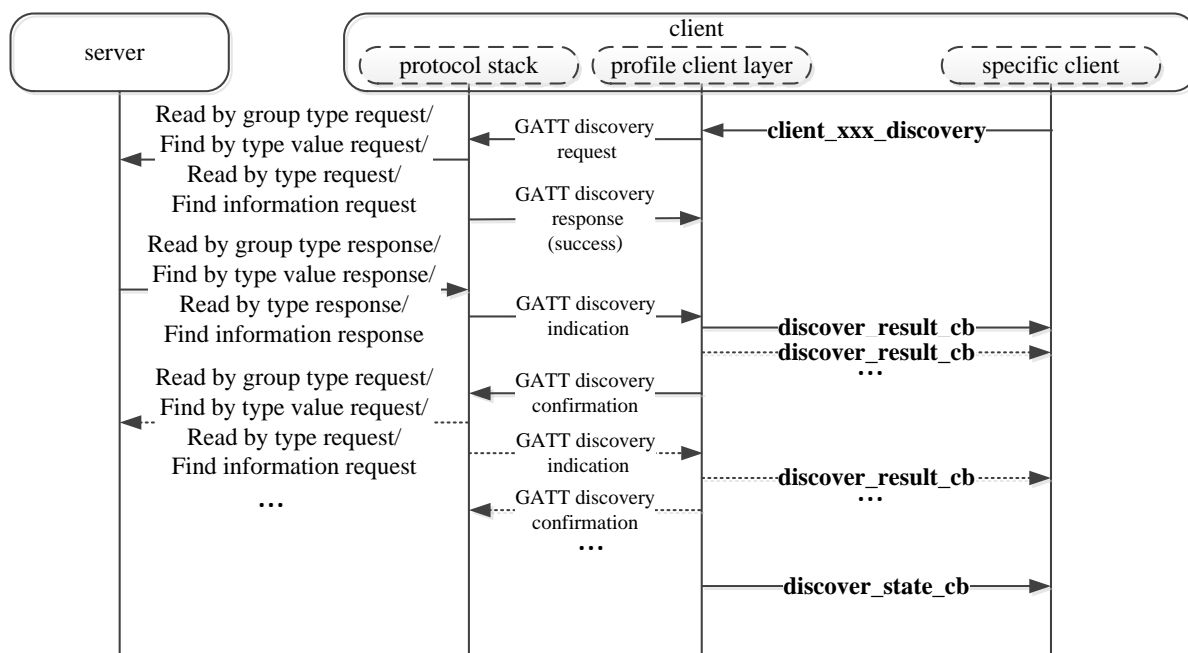 server
client
protocol stack
profile client layer
specific client
client_xxx_discovery
GATT discovery
request
Read by group type request/
Find by type value request/
Read by type request/
Find information request
GATT discovery
response
(success)
Read by group type response/
Find by type value response/
Read by type response/
Find information response
GATT discovery
indication
discover_result_cb
discover_result_cb
...
GATT discovery
confirmation
Read by group type request/
Find by type value request/
Read by type request/
Find information request
...
GATT discovery
indication
discover_result_cb
...
GATT discovery
confirmation
...
discover_state_cb